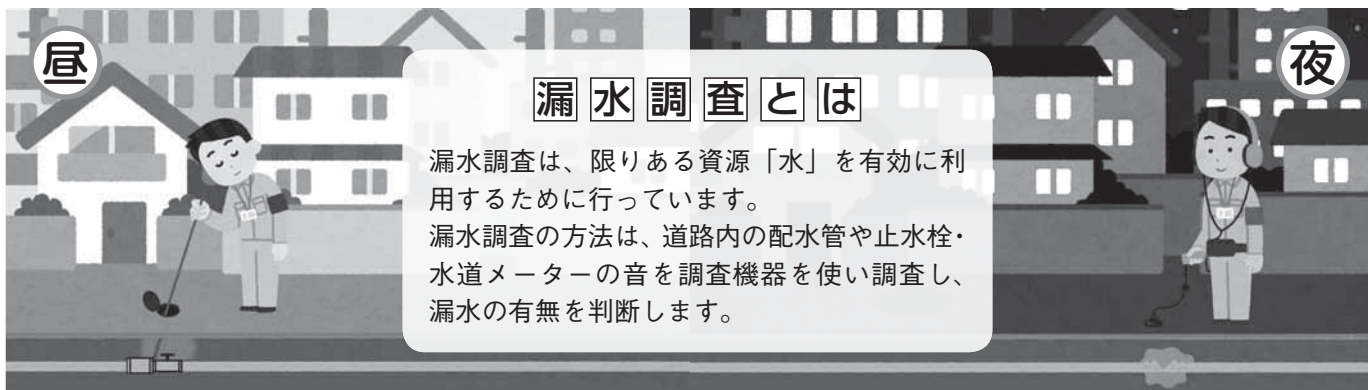 昼
夜
漏水調査とは
漏水調査は、限りある資源「水」を有効に利
用するために行っています。
漏水調査の方法は、道路内の配水管や止水栓・
水道メーターの音を調査機器を使い調査し、
漏水の有無を判断します。